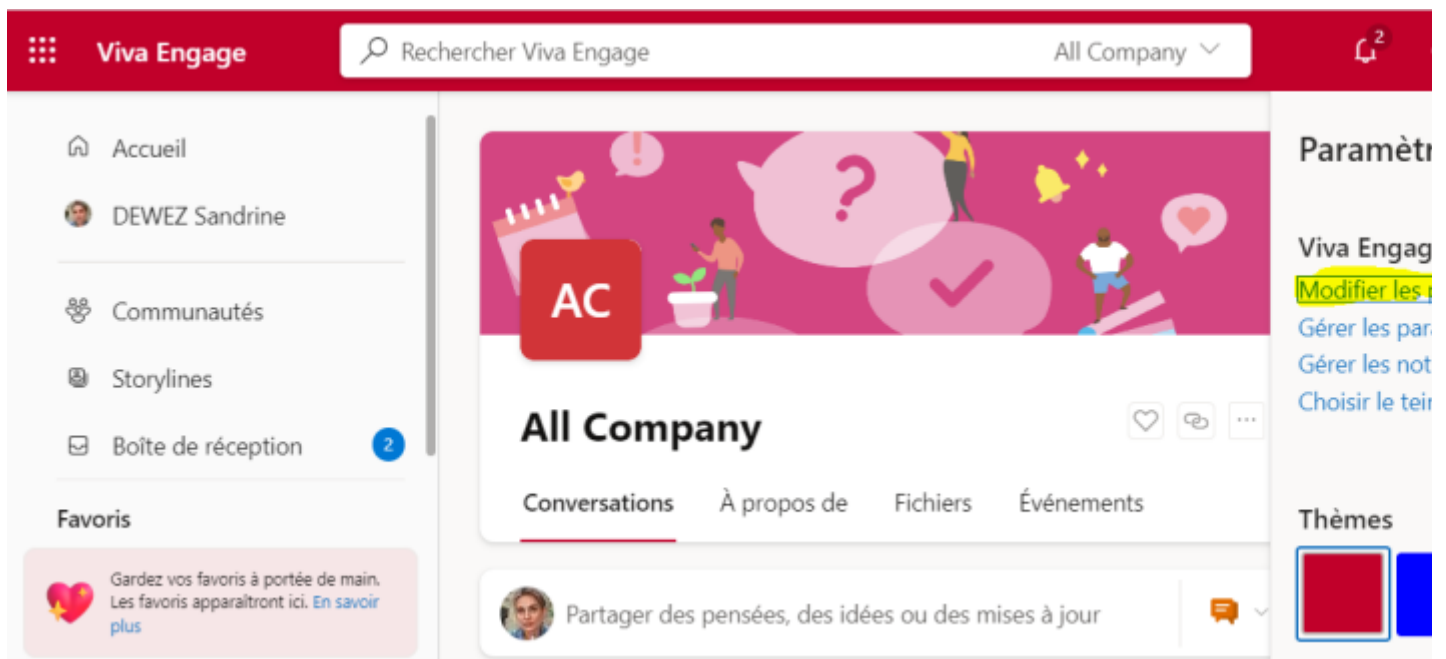 Viva Engage
Rechercher Viva Engage
All Company
2
Accueil
DEWEZ Sandrine
Communautés
Storylines
Boîte de réception
2
Favoris
Gardez vos favoris à portée de main.
Les favoris apparaîtront ici. En savoir
plus
?
!
AC
All Company
Conversations
À propos de
Fichiers
Événements
Partager des pensées, des idées ou des mises à jour
Paramètr
Viva Engag
Modifier les p
Gérer les par
Gérer les not
Choisir le tein
Thèmes